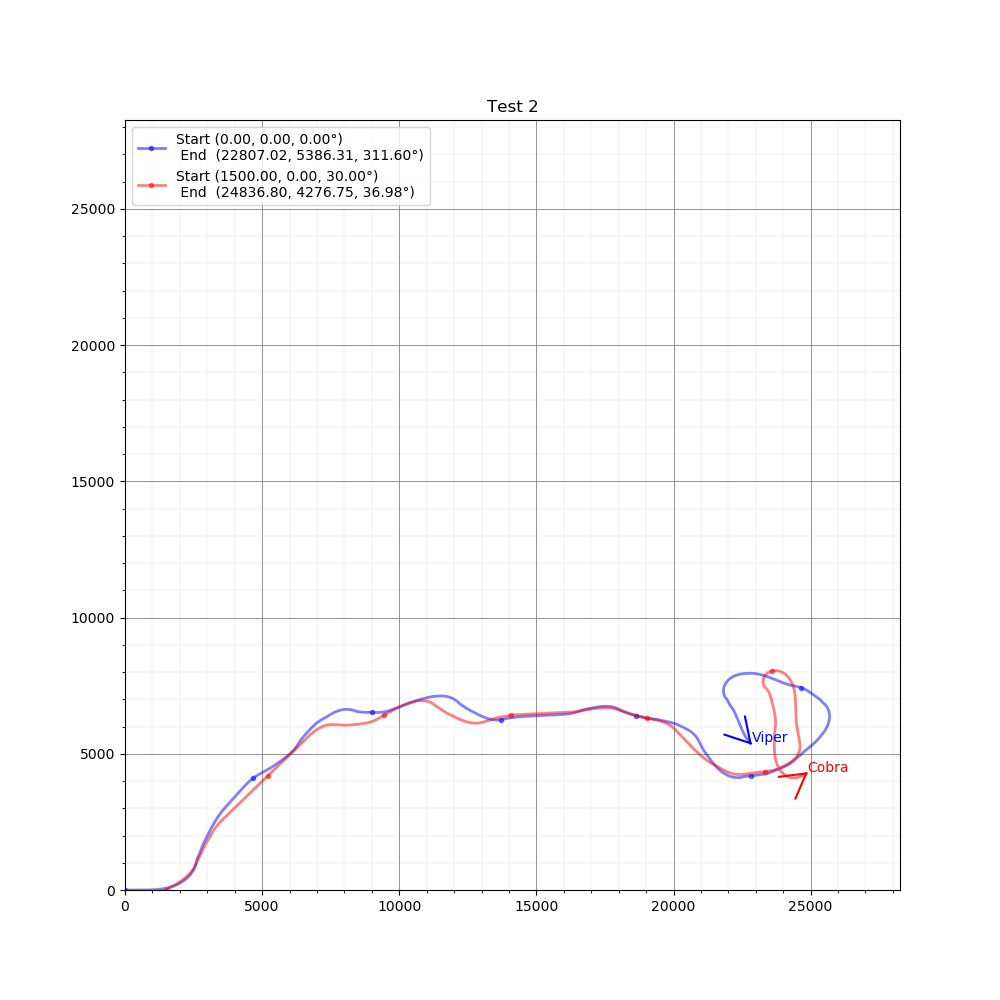 Test 2
Start (0.00, 0.00, 0.00°)
End (22807.02, 5386.31, 311.60°)
Start (1500.00, 0.00, 30.00°)
End (24836.80, 4276.75, 36.98°)
25000
20000
15000
10000
5000
0
Viper
Cobra
0 5000 10000 15000 20000 25000